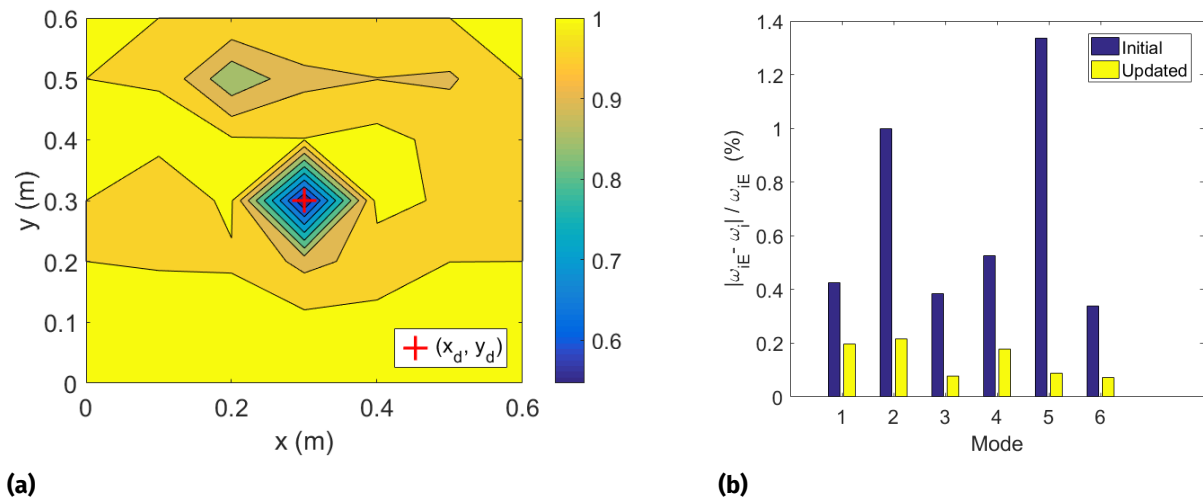 0.6
0.5
0.4
0.3
0.2
0.1
0
y (m)
0 0.2 0.4 0.6
x (m)
(x_d, y_d)
1
0.9
0.8
0.7
0.6
(a)
1.4
1.2
1
0.8
0.6
0.4
0.2
0
|ω_iE - ω_i| / ω_iE (%)
Initial
Updated
1 2 3 4 5 6
Mode
(b)